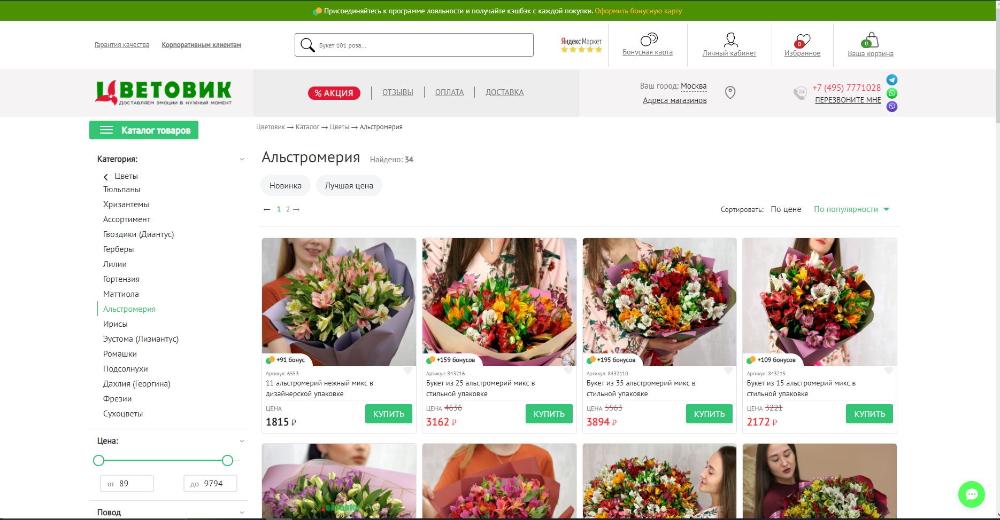 Присоединяйтесь к программе лояльности и получайте кэшбэк с каждой покупки. Оформить бонусную карту
Гарантия качества
Корпоративным клиентам
Букет 101 роза...
Яндекс Маркет
Бонусная карта
Личный кабинет
0
Избранное
0
Ваша корзина
ЦВЕТОВИК
ДОСТАВЛЯЕМ ЭМОЦИИ В НУЖНЫЙ МОМЕНТ
% АКЦИЯ
ОТЗЫВЫ
ОПЛАТА
ДОСТАВКА
Ваш город: Москва
Адреса магазинов
24
+7 (495) 7771028
ПЕРЕЗВОНИТЕ МНЕ
Каталог товаров
Цветовик → Каталог → Цветы → Альстромерия
Категория:
Цветы
Тюльпаны
Хризантемы
Ассортимент
Гвоздики (Диантус)
Герберы
Лилии
Гортензия
Маттиола
Альстромерия
Ирисы
Эустома (Лизиантус)
Ромашки
Подсолнухи
Дахлия (Георгина)
Фрезии
Сухоцветы
Цена:
от 89
до 9794
Повод
Альстромерия
Найдено: 34
Новинка
Лучшая цена
← 1 2 →
Сортировать: По цене По популярности
+91 бонус
Артикул: 6553
11 альстромерий нежный микс в
дизайнерской упаковке
ЦЕНА
1815 ₽
КУПИТЬ
+159 бонусов
Артикул: 843216
Букет из 25 альстромерий микс в
стильной упаковке
ЦЕНА 4636
3162 ₽
КУПИТЬ
+195 бонусов
Артикул: 8432110
Букет из 35 альстромерий микс в
стильной упаковке
ЦЕНА 5563
3894 ₽
КУПИТЬ
+109 бонусов
Артикул: 843215
Букет из 15 альстромерий микс в
стильной упаковке
ЦЕНА 3221
2172 ₽
КУПИТЬ
ЦВЕТОВИК